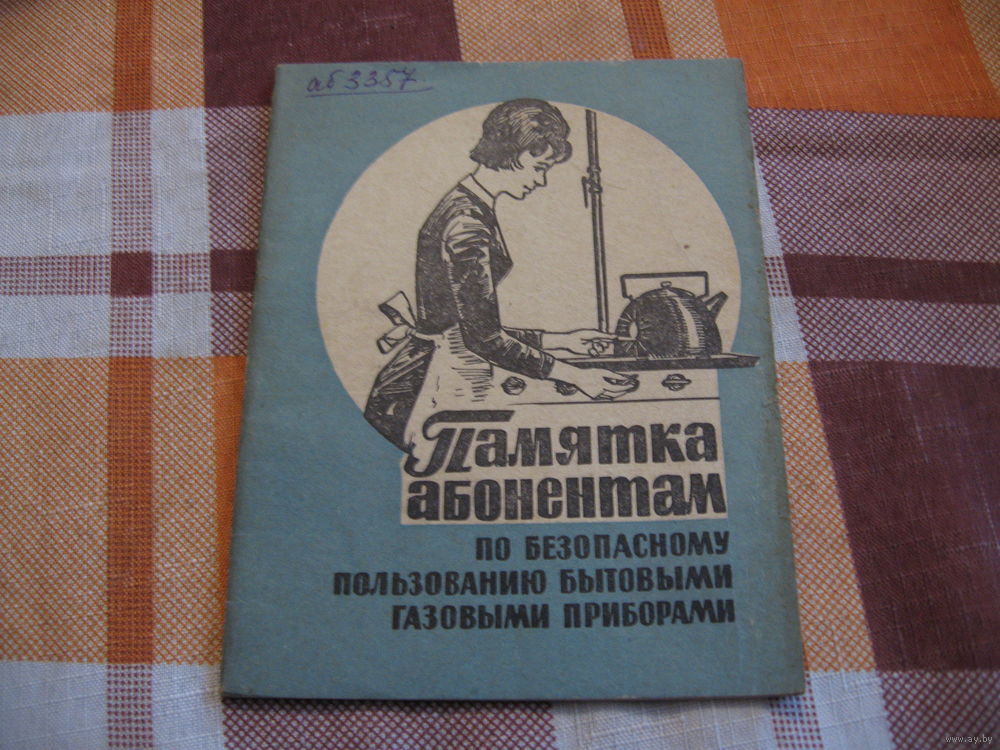 аб 3357
Памятка
абонентам
ПО БЕЗОПАСНОМУ
ПОЛЬЗОВАНИЮ БЫТОВЫМИ
ГАЗОВЫМИ ПРИБОРАМИ
www.ay.by